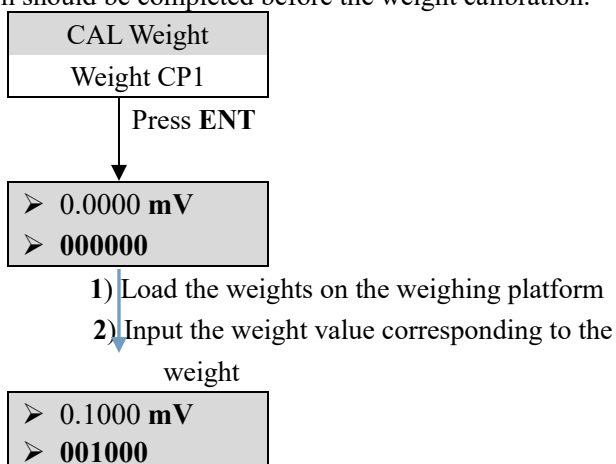 should be completed before the weight calibration.
CAL Weight
Weight CP1
Press ENT
➢ 0.0000 mV
➢ 000000
1) Load the weights on the weighing platform
2) Input the weight value corresponding to the
weight
➢ 0.1000 mV
➢ 001000